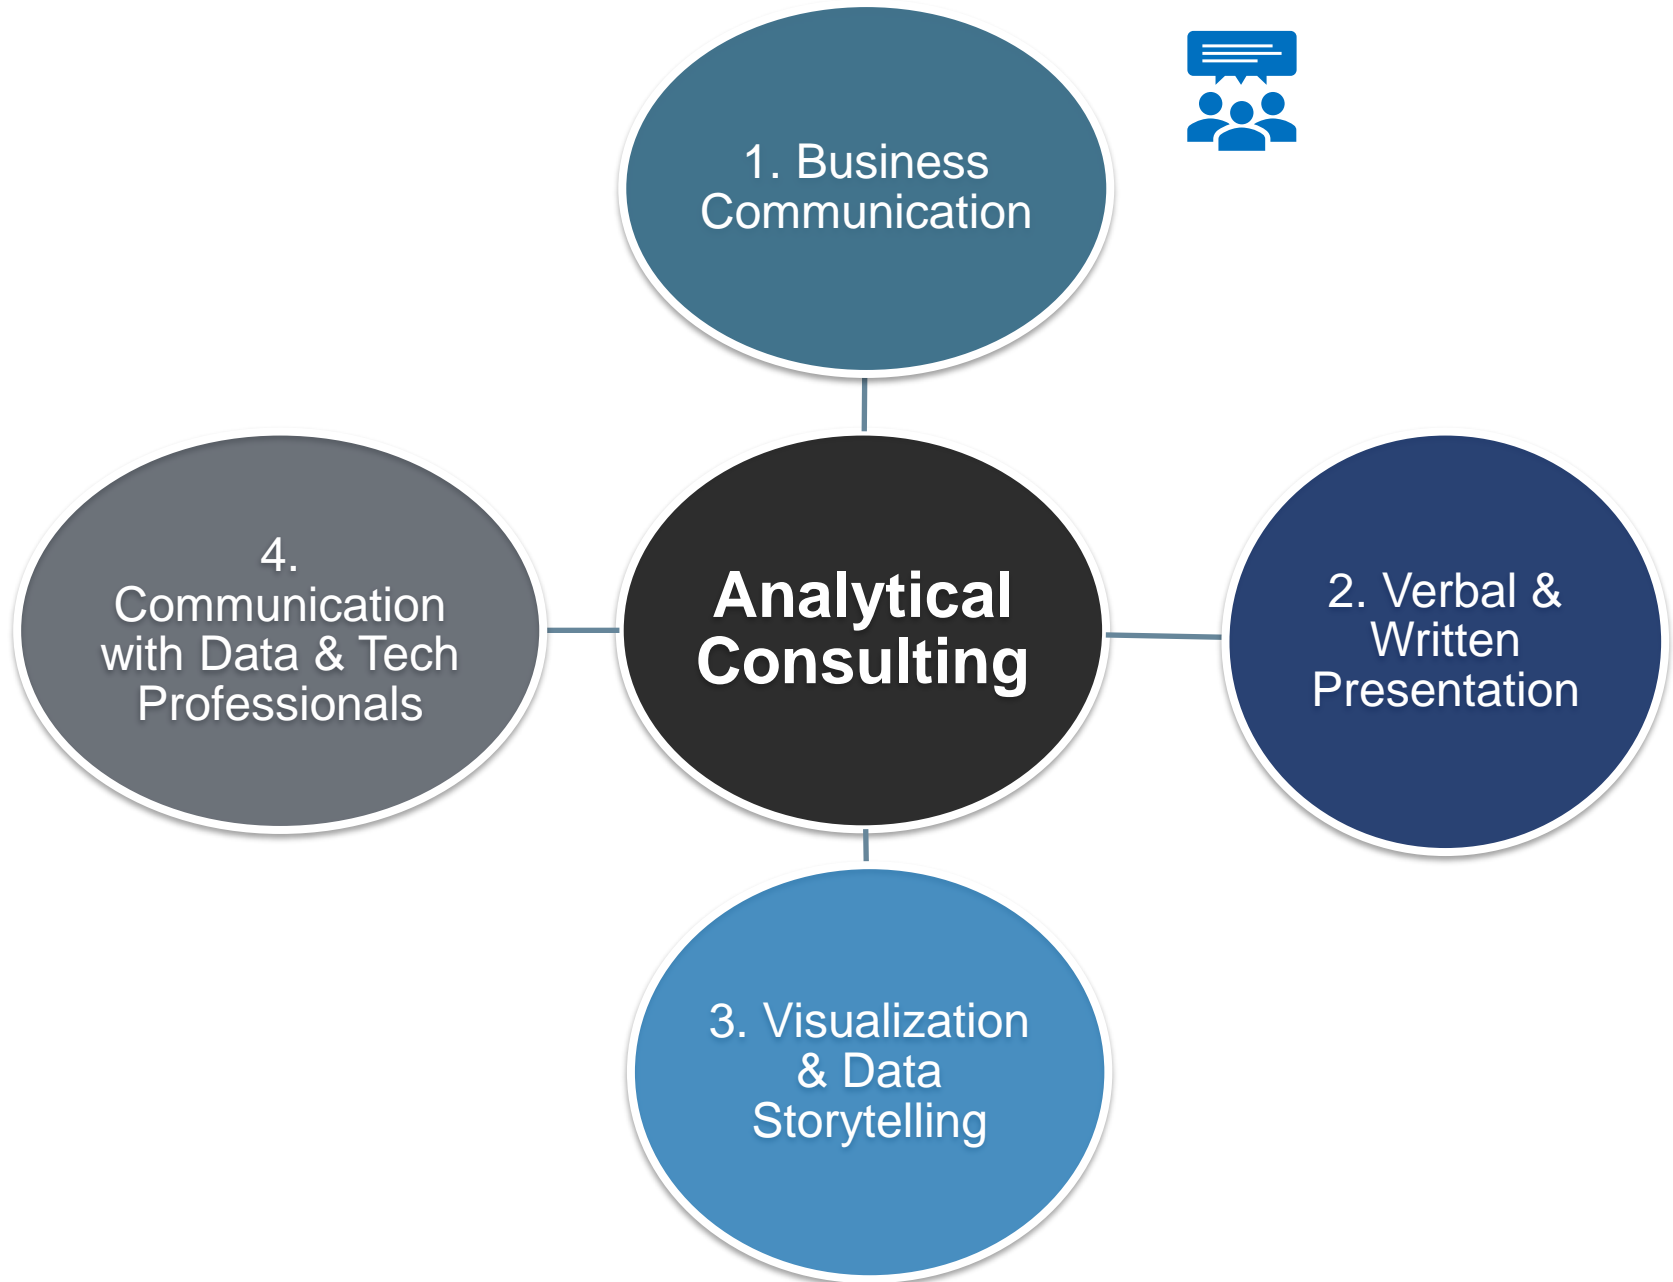 1. Business
Communication
4.
Communication
with Data & Tech
Professionals
Analytical
Consulting
2. Verbal &
Written
Presentation
3. Visualization
& Data
Storytelling